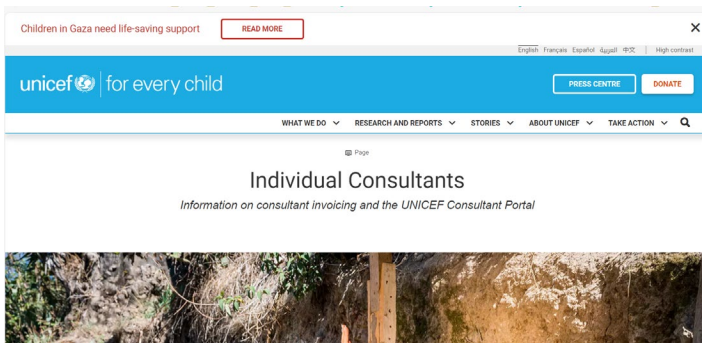 Children in Gaza need life-saving support READ MORE
English Français Español العربية 中文 High contrast
unicef for every child PRESS CENTRE DONATE
WHAT WE DO RESEARCH AND REPORTS STORIES ABOUT UNICEF TAKE ACTION
Page
Individual Consultants
Information on consultant invoicing and the UNICEF Consultant Portal